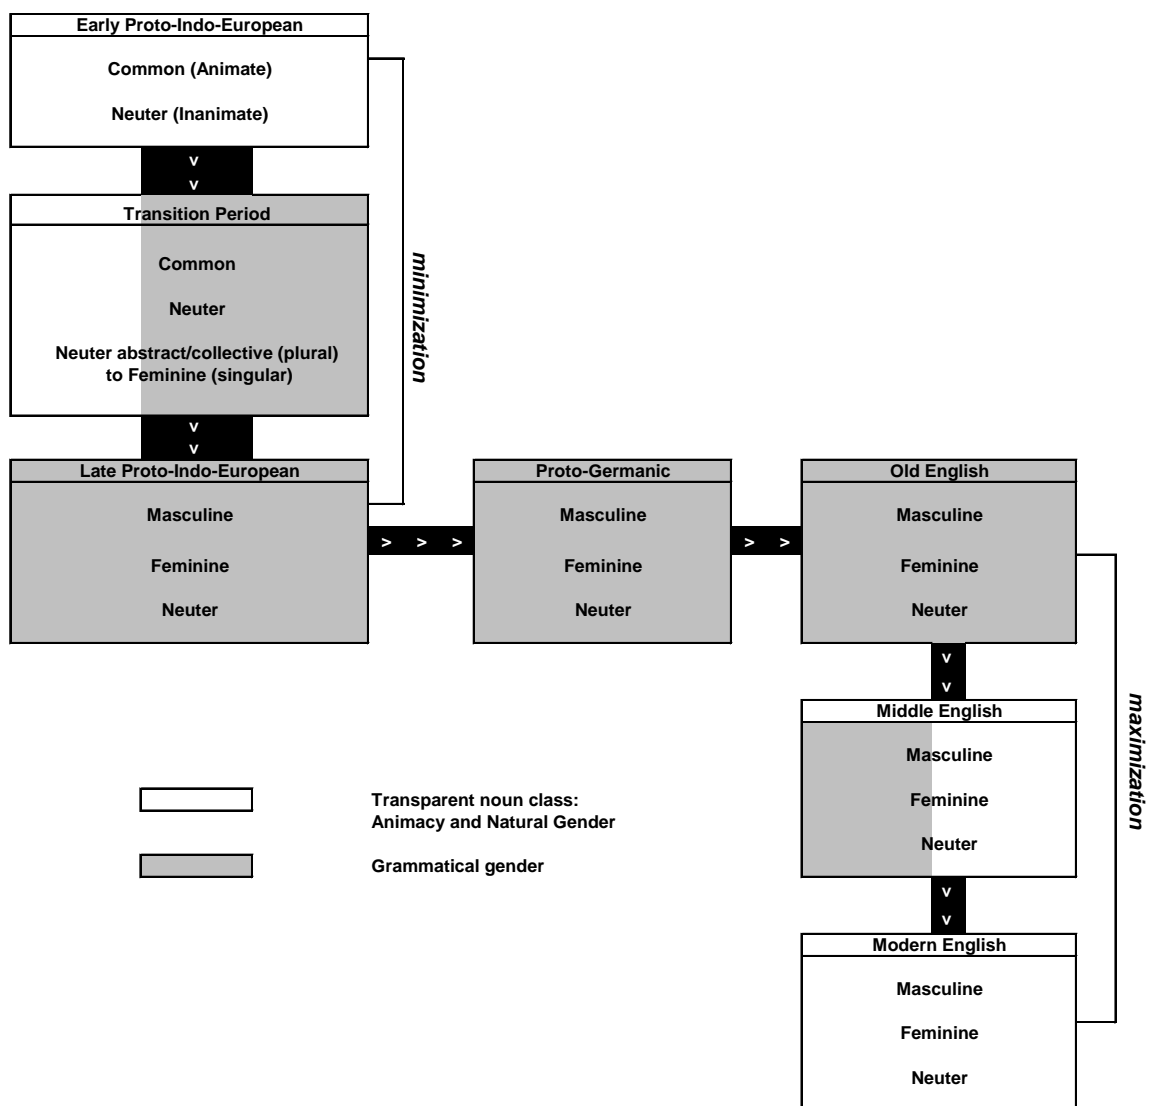 Early Proto-Indo-European
Common (Animate)
Neuter (Inanimate)
v
v
Transition Period
Common
Neuter
Neuter abstract/collective (plural)
to Feminine (singular)
minimization
v
v
Late Proto-Indo-European
Masculine
Feminine
Neuter
> > >
Proto-Germanic
Masculine
Feminine
Neuter
> >
Old English
Masculine
Feminine
Neuter
v
v
Middle English
Masculine
Feminine
Neuter
maximization
v
v
Modern English
Masculine
Feminine
Neuter
Transparent noun class:
Animacy and Natural Gender
Grammatical gender